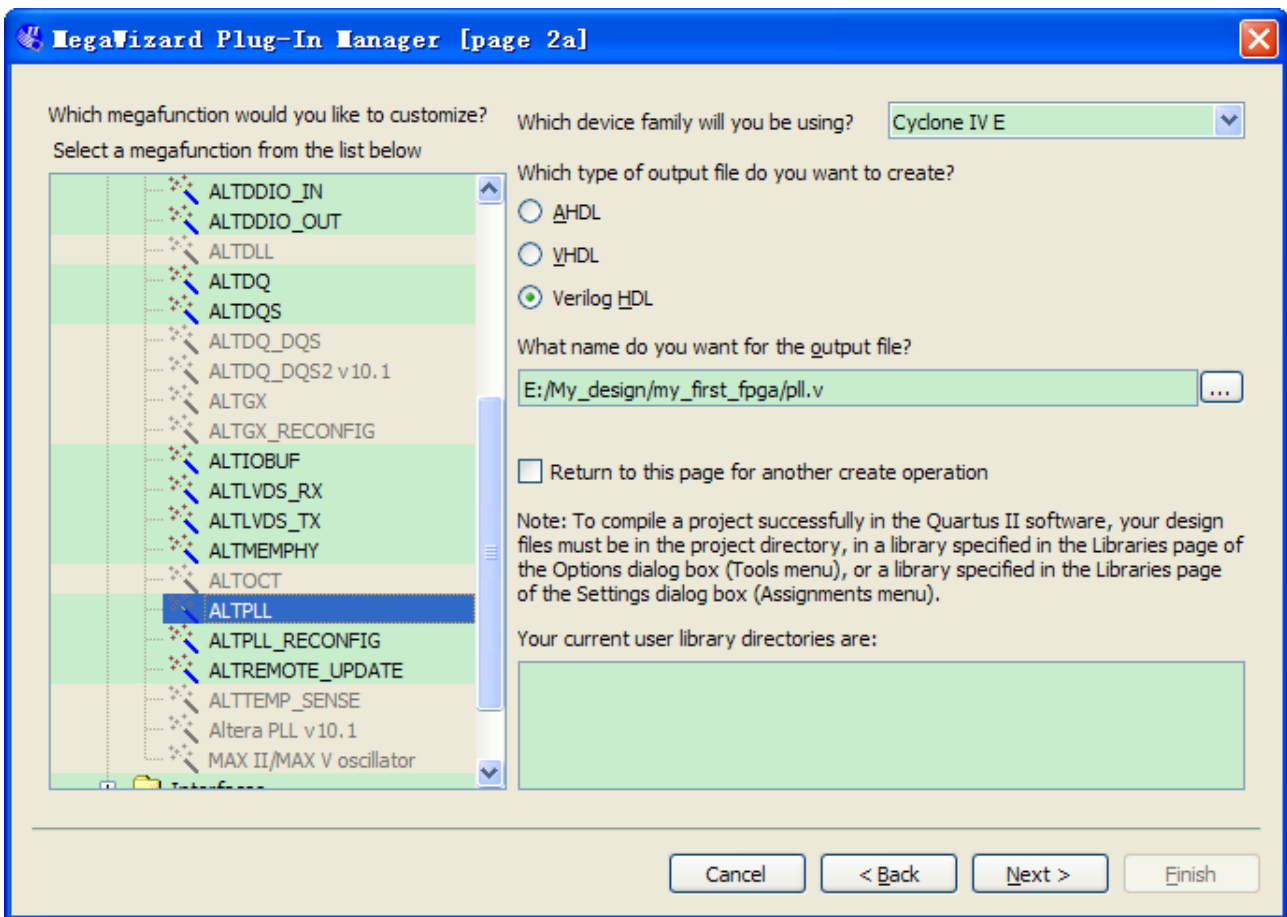 MegaWizard Plug-In Manager [page 2a]
Which megafunction would you like to customize?
Select a megafunction from the list below
ALTDDIO_IN
ALTDDIO_OUT
ALTDLL
ALTDQ
ALTDQS
ALTDQ_DQS
ALTDQ_DQS2 v10.1
ALTGX
ALTGX_RECONFIG
ALTIOBUF
ALTLVDS_RX
ALTLVDS_TX
ALTMEMPHY
ALTOCT
ALTPLL
ALTPLL_RECONFIG
ALTREMOTE_UPDATE
ALTTEMP_SENSE
Altera PLL v10.1
MAX II/MAX V oscillator
Interfaces
Which device family will you be using?
Cyclone IV E
Which type of output file do you want to create?
AHDL
VHDL
Verilog HDL
What name do you want for the output file?
E:/My_design/my_first_fpga/pll.v
...
Return to this page for another create operation
Note: To compile a project successfully in the Quartus II software, your design
files must be in the project directory, in a library specified in the Libraries page of
the Options dialog box (Tools menu), or a library specified in the Libraries page
of the Settings dialog box (Assignments menu).
Your current user library directories are:
Cancel
< Back
Next >
Finish